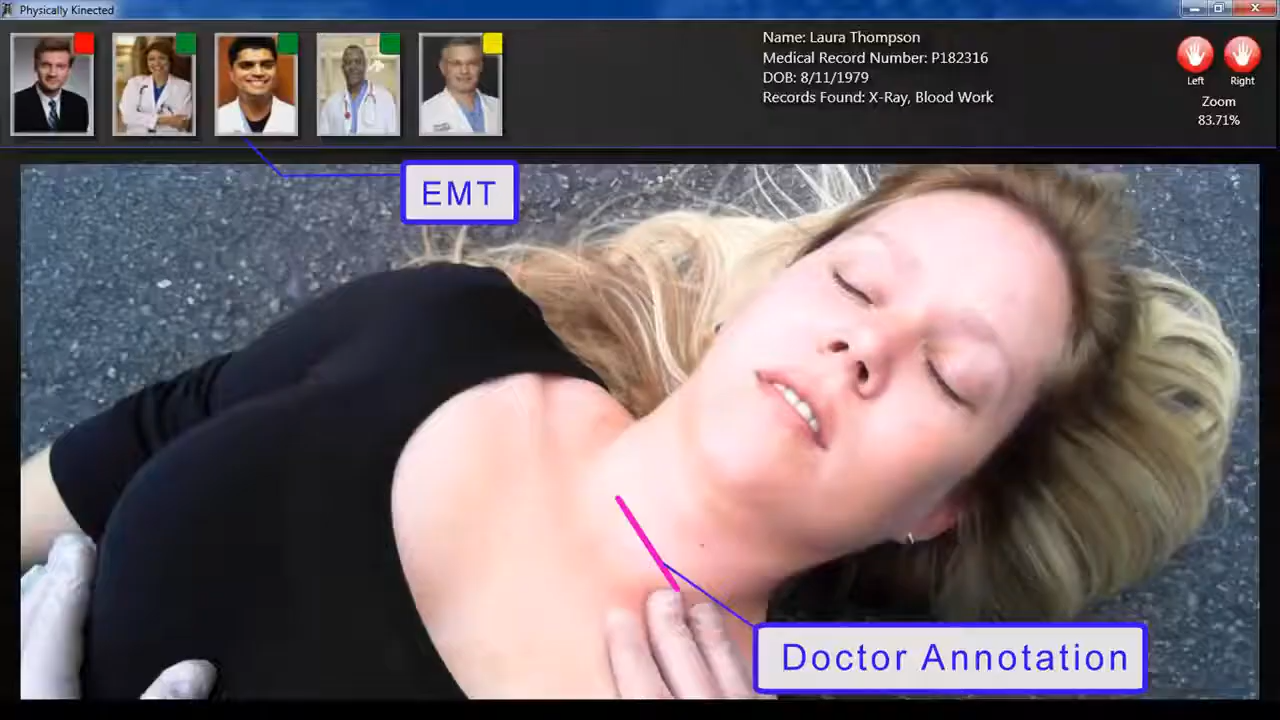 Physically Kinected
Name: Laura Thompson
Medical Record Number: P182316
DOB: 8/11/1979
Records Found: X-Ray, Blood Work
Left
Right
Zoom
83.71%
EMT
Doctor Annotation